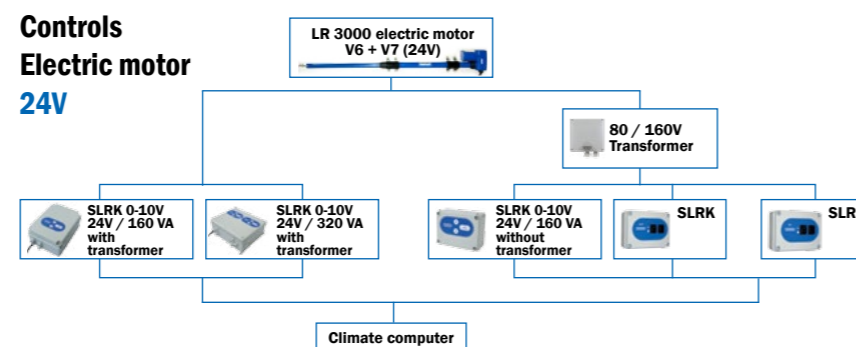 Controls
Electric motor
24V
LR 3000 electric motor
V6 + V7 (24V)
80 / 160V
Transformer
SLRK 0-10V
24V / 160 VA
with
transformer
SLRK 0-10V
24V / 320 VA
with
transformer
SLRK 0-10V
24V / 160 VA
without
transformer
SLRK
SLR
Climate computer